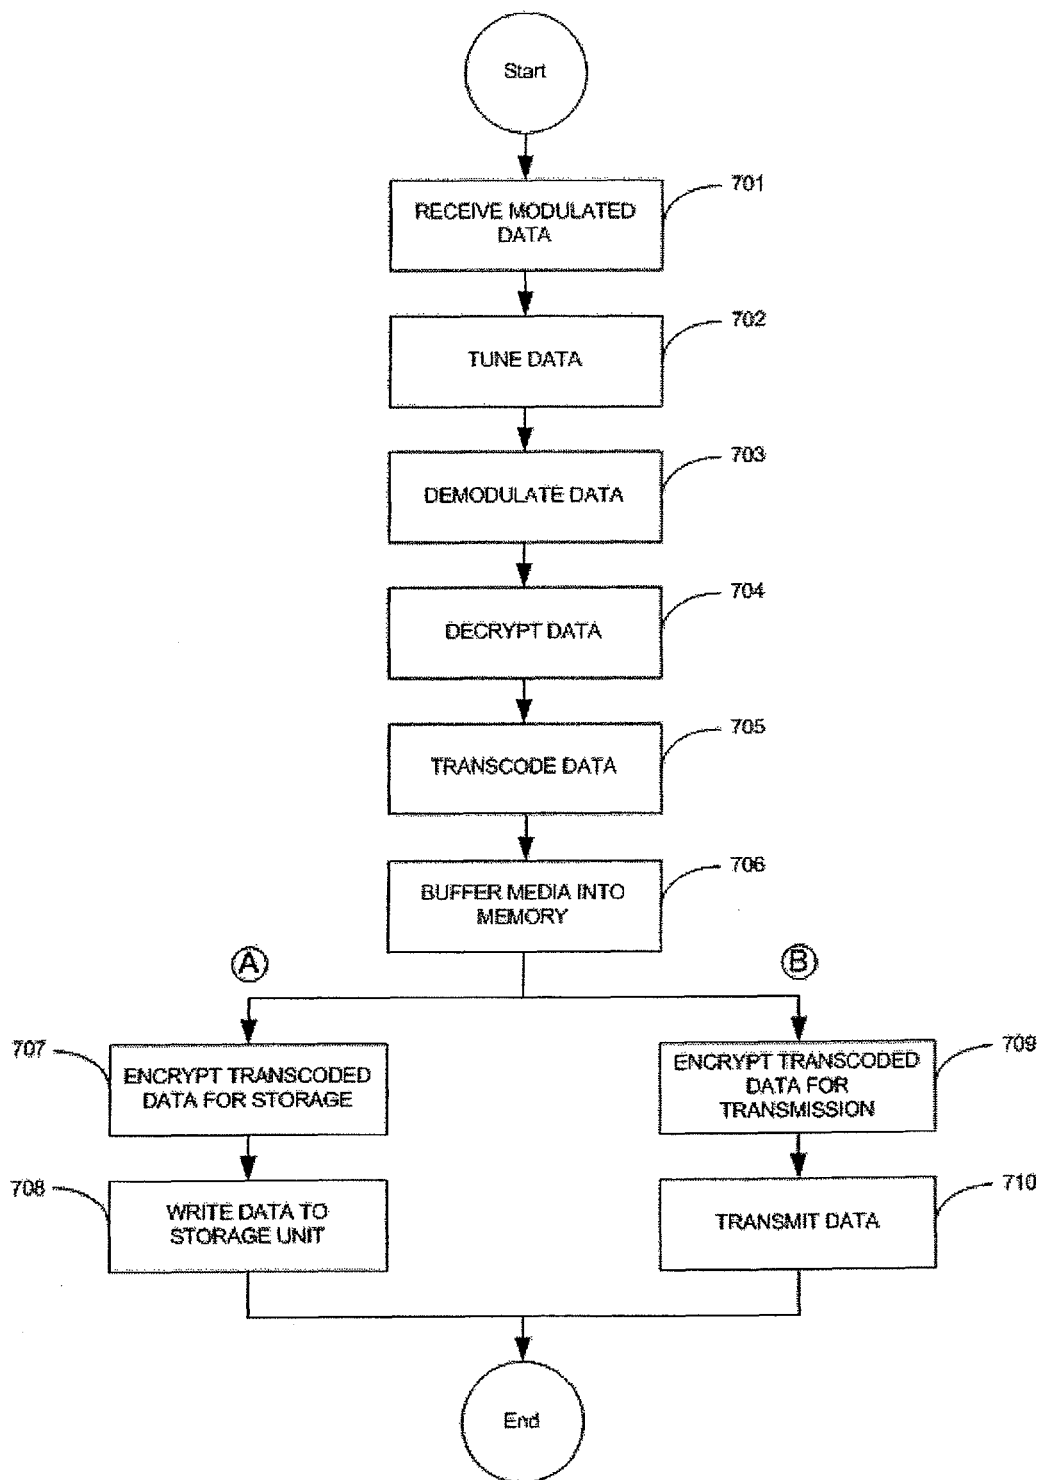 Start
701
RECEIVE MODULATED
DATA
702
TUNE DATA
703
DEMODULATE DATA
704
DECRYPT DATA
705
TRANSCODE DATA
706
BUFFER MEDIA INTO
MEMORY
A
B
707
ENCRYPT TRANSCODED
DATA FOR STORAGE
709
ENCRYPT TRANSCODED
DATA FOR
TRANSMISSION
708
WRITE DATA TO
STORAGE UNIT
710
TRANSMIT DATA
End